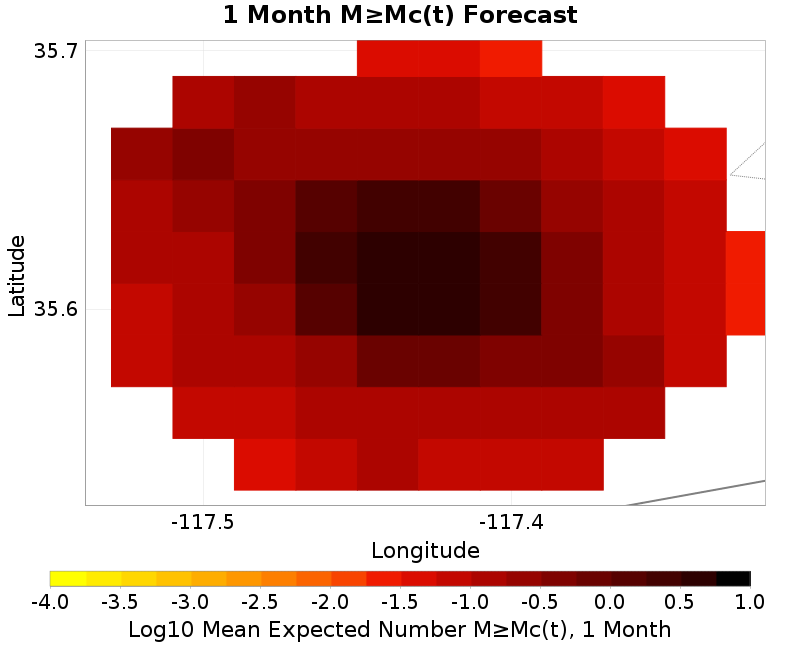 1 Month M≥Mc(t) Forecast
35.7
35.6
Latitude
-117.5 -117.4
Longitude
-4.0 -3.5 -3.0 -2.5 -2.0 -1.5 -1.0 -0.5 0.0 0.5 1.0
Log10 Mean Expected Number M≥Mc(t), 1 Month